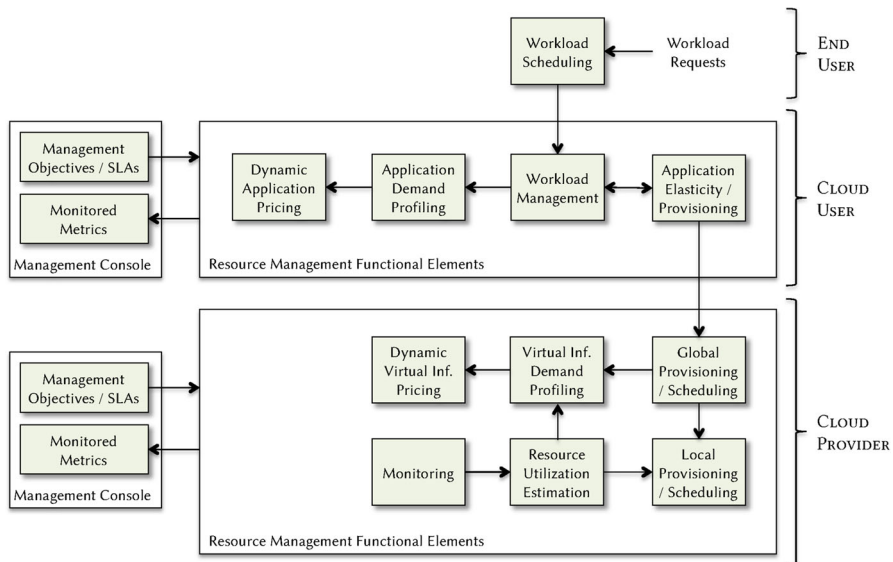 Workload
Scheduling
Workload
Requests
END
USER
Management
Objectives / SLAs
Monitored
Metrics
Management Console
Dynamic
Application
Pricing
Application
Demand
Profiling
Workload
Management
Application
Elasticity /
Provisioning
Resource Management Functional Elements
CLOUD
USER
Management
Objectives / SLAs
Monitored
Metrics
Management Console
Dynamic
Virtual Inf.
Pricing
Virtual Inf.
Demand
Profiling
Global
Provisioning
/ Scheduling
Monitoring
Resource
Utilization
Estimation
Local
Provisioning
/ Scheduling
Resource Management Functional Elements
CLOUD
PROVIDER